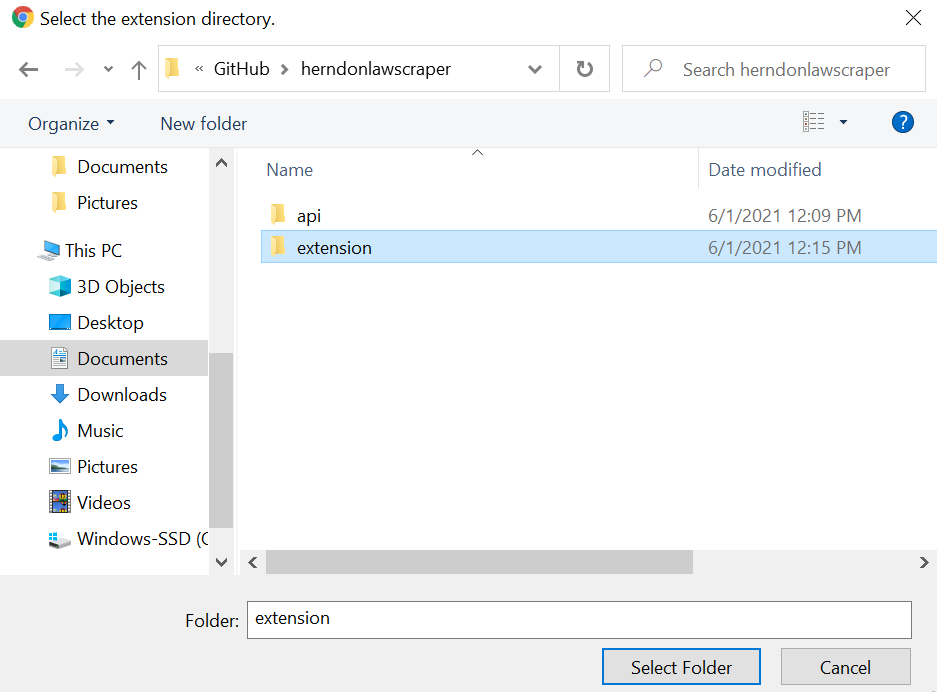 Select the extension directory.
« GitHub > herndonlawscraper
Search herndonlawscraper
Organize
New folder
?
Name
Date modified
Documents
Pictures
This PC
3D Objects
Desktop
Documents
Downloads
Music
Pictures
Videos
Windows-SSD (C
api 6/1/2021 12:09 PM
extension 6/1/2021 12:15 PM
Folder: extension
Select Folder
Cancel